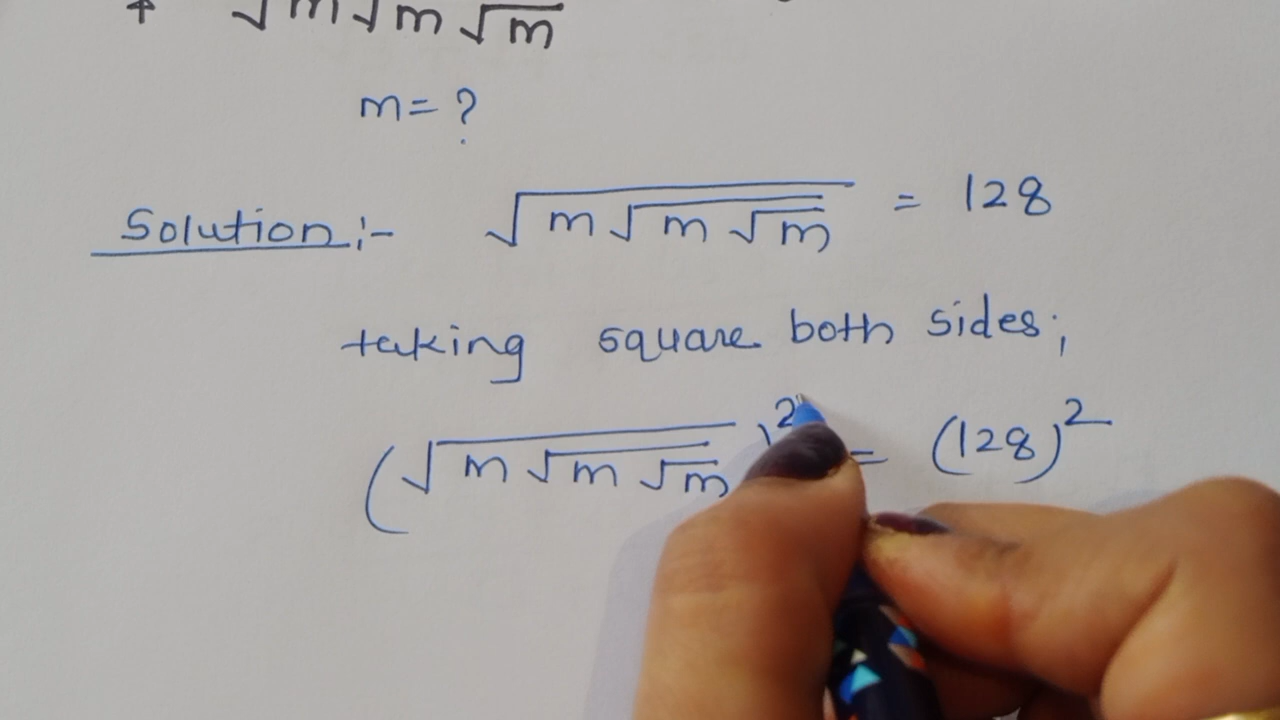 √m√m√m
m = ?
Solution :- √m√m√m = 128
taking square both sides;
(√m√m√m)² = (128)²